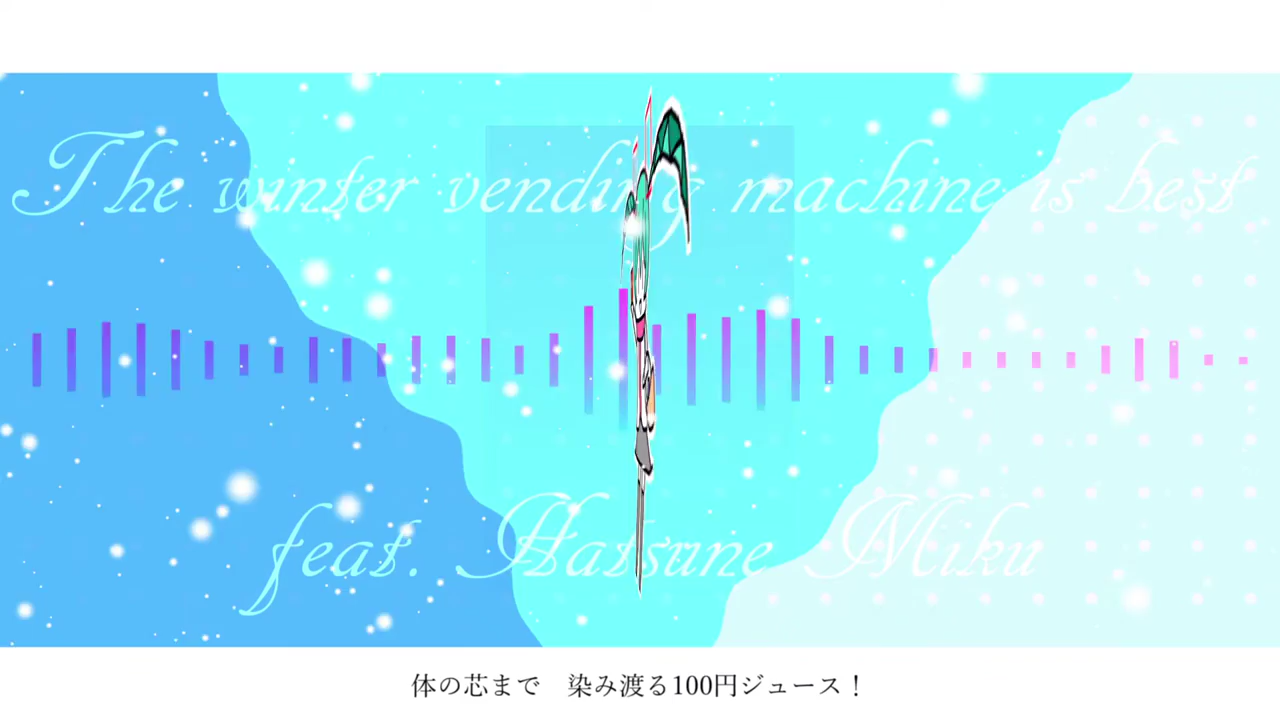 The winter vending machine is best
feat. Hatsune Miku
体の芯まで　染み渡る100円ジュース！